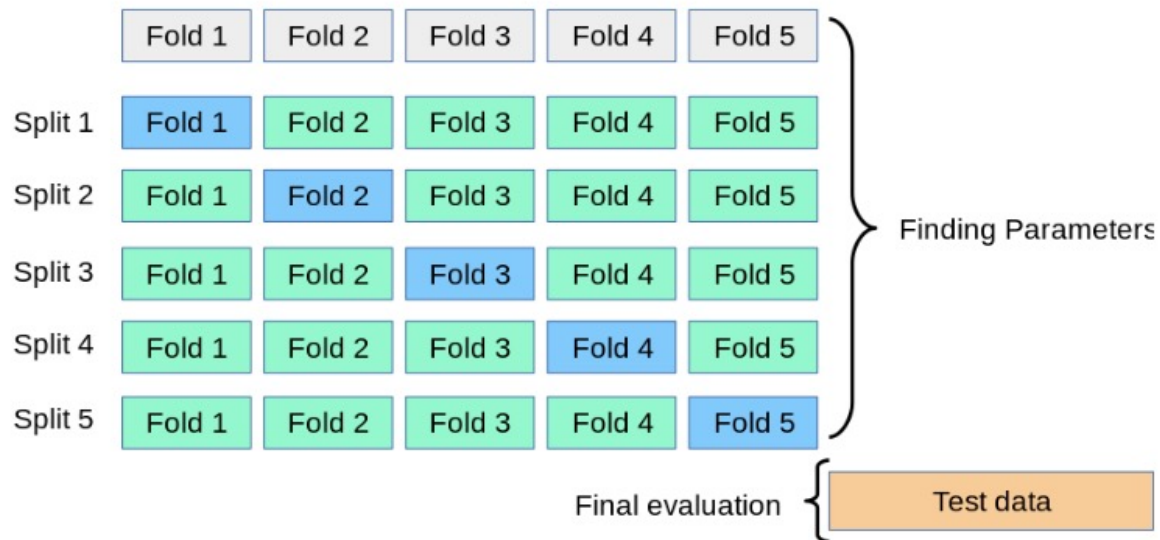 Fold 1 Fold 2 Fold 3 Fold 4 Fold 5
Split 1 Fold 1 Fold 2 Fold 3 Fold 4 Fold 5
Split 2 Fold 1 Fold 2 Fold 3 Fold 4 Fold 5
Finding Parameters
Split 3 Fold 1 Fold 2 Fold 3 Fold 4 Fold 5
Split 4 Fold 1 Fold 2 Fold 3 Fold 4 Fold 5
Split 5 Fold 1 Fold 2 Fold 3 Fold 4 Fold 5
Final evaluation Test data